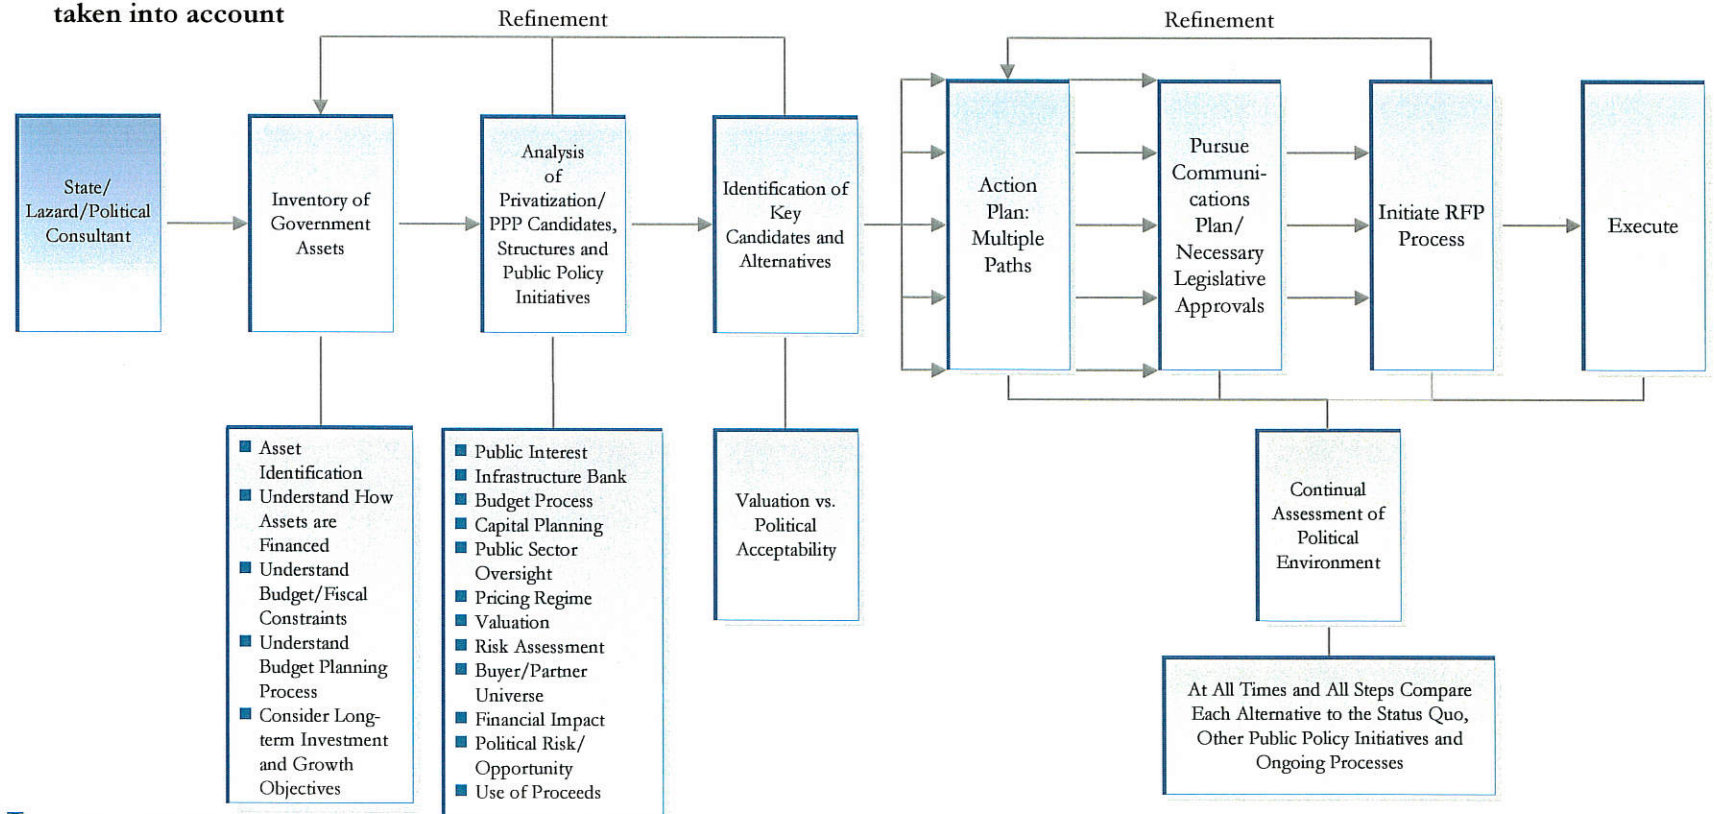 taken into account
Refinement
Refinement
State/
Lazard/Political
Consultant
Inventory of
Government
Assets
Analysis
of
Privatization/
PPP Candidates,
Structures and
Public Policy
Initiatives
Identification of
Key
Candidates and
Alternatives
Action
Plan:
Multiple
Paths
Pursue
Communi-
cations
Plan/
Necessary
Legislative
Approvals
Initiate RFP
Process
Execute
Asset
Identification
Understand How
Assets are
Financed
Understand
Budget/Fiscal
Constraints
Understand
Budget Planning
Process
Consider Long-
term Investment
and Growth
Objectives
Public Interest
Infrastructure Bank
Budget Process
Capital Planning
Public Sector
Oversight
Pricing Regime
Valuation
Risk Assessment
Buyer/Partner
Universe
Financial Impact
Political Risk/
Opportunity
Use of Proceeds
Valuation vs.
Political
Acceptability
Continual
Assessment of
Political
Environment
At All Times and All Steps Compare
Each Alternative to the Status Quo,
Other Public Policy Initiatives and
Ongoing Processes